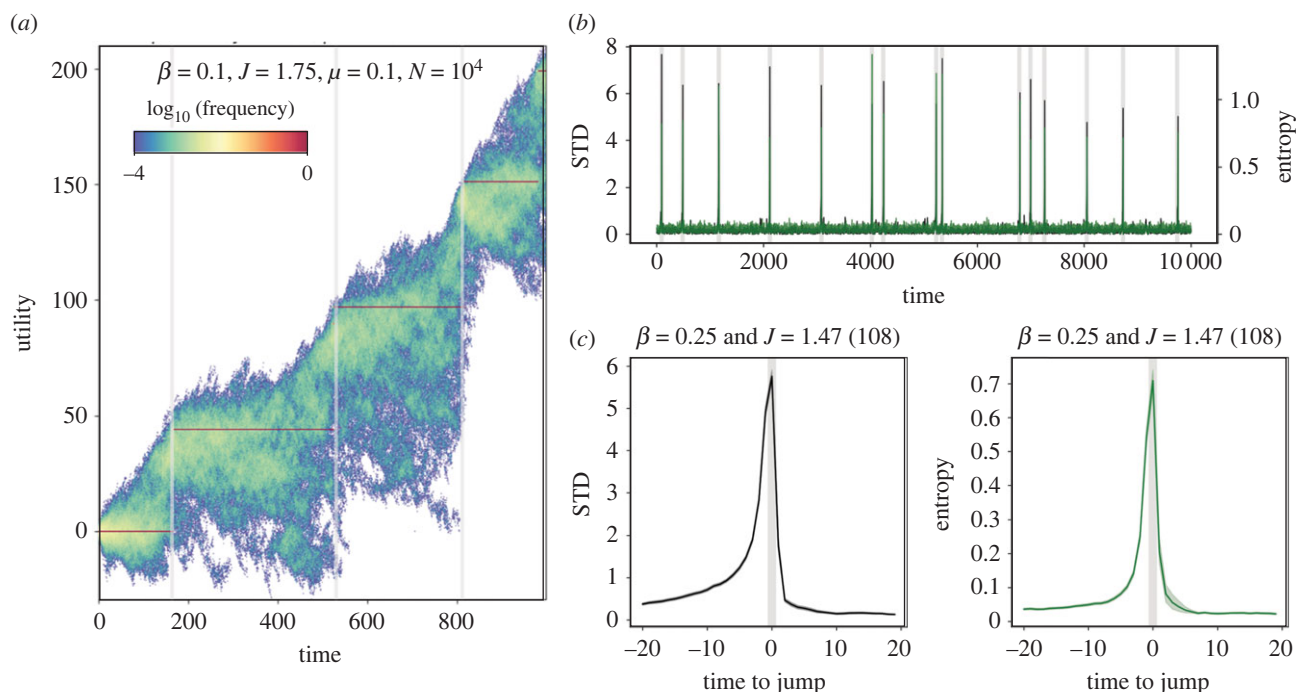 (a)
β = 0.1, J = 1.75, μ = 0.1, N = 10⁴
log₁₀ (frequency)
−4 0
200
150
100
50
0
utility
0 200 400 600 800
time
(b)
8
6
4
2
0
STD
1.0
0.5
0
entropy
0 2000 4000 6000 8000 10 000
time
(c)
β = 0.25 and J = 1.47 (108)
6
5
4
3
2
1
0
STD
−20 −10 0 10 20
time to jump
β = 0.25 and J = 1.47 (108)
0.7
0.6
0.5
0.4
0.3
0.2
0.1
0
entropy
−20 −10 0 10 20
time to jump